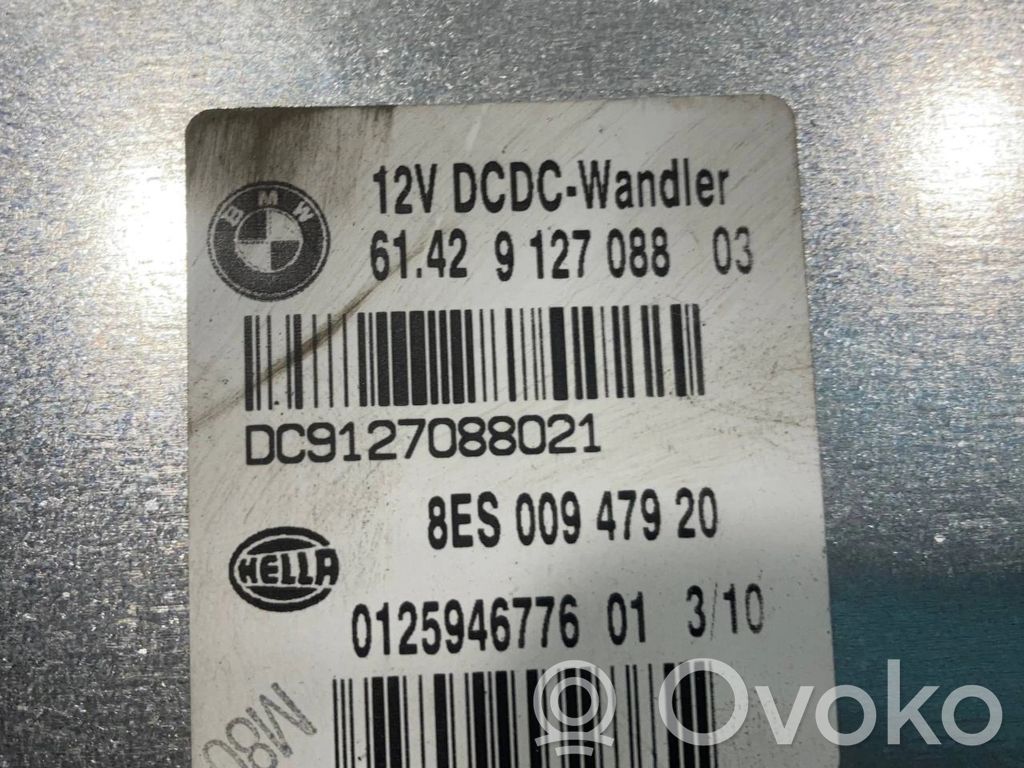 12V DCDC-Wandler
BMW
61.42 9 127 088 03
DC9127088021
8ES 009 479 20
HELLA
0125946776 01 3/10
M80
R Ovoko